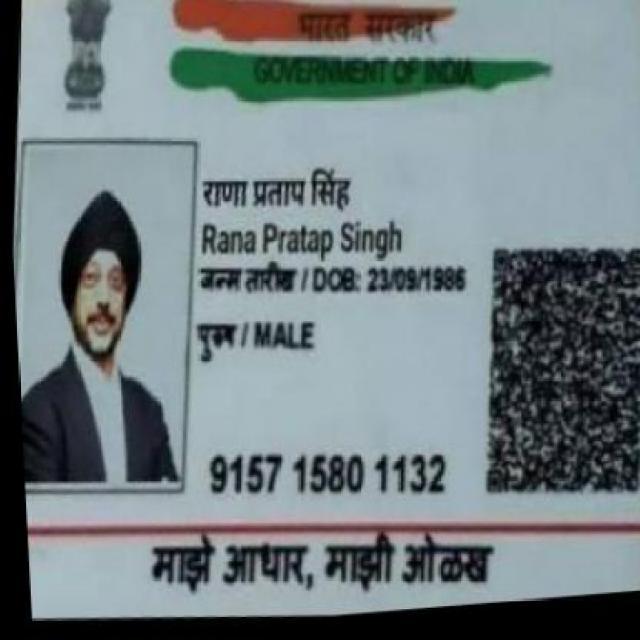 भारत सरकार
GOVERNMENT OF INDIA
राणा प्रताप सिंह
Rana Pratap Singh
जन्म तारीख / DOB: 23/09/1986
पुरुष / MALE
9157 1580 1132
माझे आधार, माझी ओळख